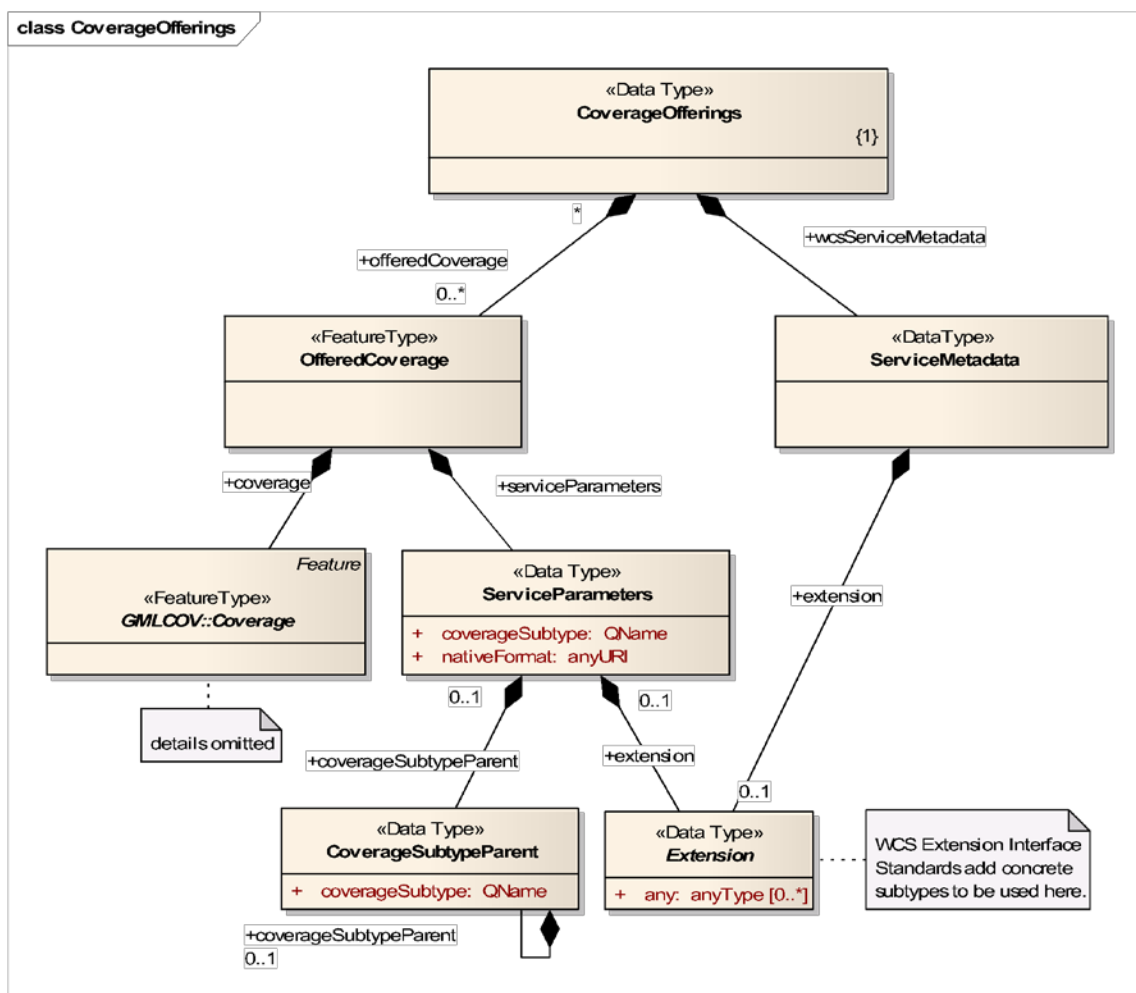 class CoverageOfferings
«Data Type»
CoverageOfferings
{1}
*
+offeredCoverage
0..*
+wcsServiceMetadata
«FeatureType»
OfferedCoverage
«DataType»
ServiceMetadata
+coverage
+serviceParameters
Feature
«FeatureType»
GMLCOV::Coverage
«Data Type»
ServiceParameters
+ coverageSubtype: QName
+ nativeFormat: anyURI
+extension
details omitted
0..1
0..1
+coverageSubtypeParent
+extension
0..1
«Data Type»
CoverageSubtypeParent
+ coverageSubtype: QName
«Data Type»
Extension
+ any: anyType [0..*]
WCS Extension Interface
Standards add concrete
subtypes to be used here.
+coverageSubtypeParent
0..1